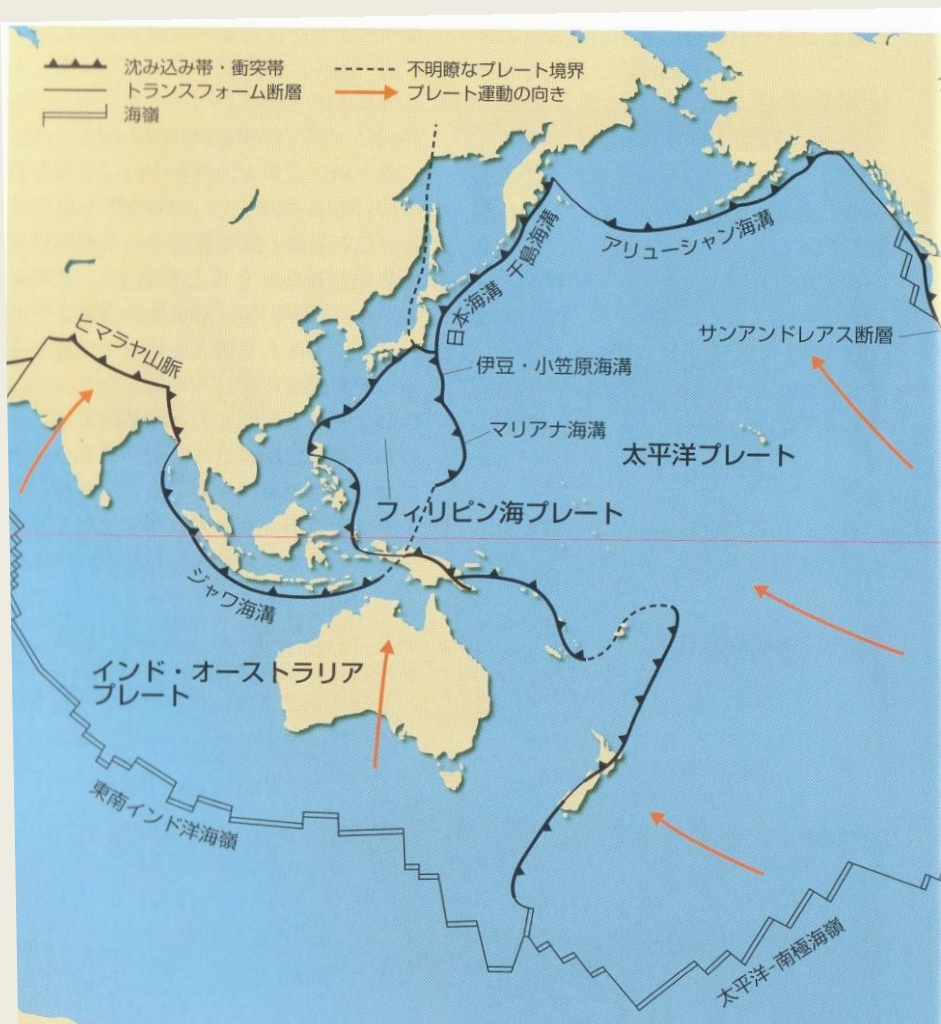 沈み込み帯・衝突帯
トランスフォーム断層
海嶺
不明瞭なプレート境界
プレート運動の向き
アリューシャン海溝
千島海溝
日本海溝
サンアンドレアス断層
ヒマラヤ山脈
伊豆・小笠原海溝
マリアナ海溝
太平洋プレート
フィリピン海プレート
ジャワ海溝
インド・オーストラリア
プレート
東南インド洋海嶺
太平洋-南極海嶺